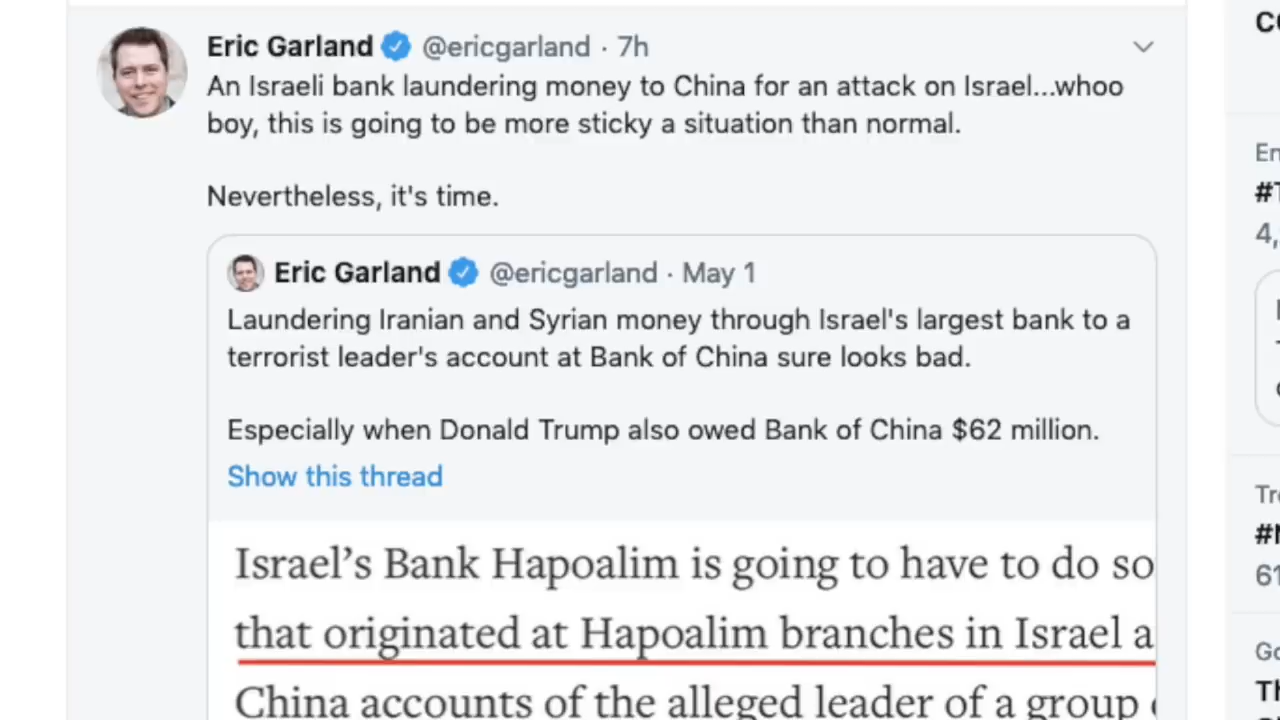 Eric Garland @ericgarland · 7h
An Israeli bank laundering money to China for an attack on Israel...whoo
boy, this is going to be more sticky a situation than normal.
Nevertheless, it's time.
Eric Garland @ericgarland · May 1
Laundering Iranian and Syrian money through Israel's largest bank to a
terrorist leader's account at Bank of China sure looks bad.
Especially when Donald Trump also owed Bank of China $62 million.
Show this thread
Israel’s Bank Hapoalim is going to have to do so
that originated at Hapoalim branches in Israel a
China accounts of the alleged leader of a group